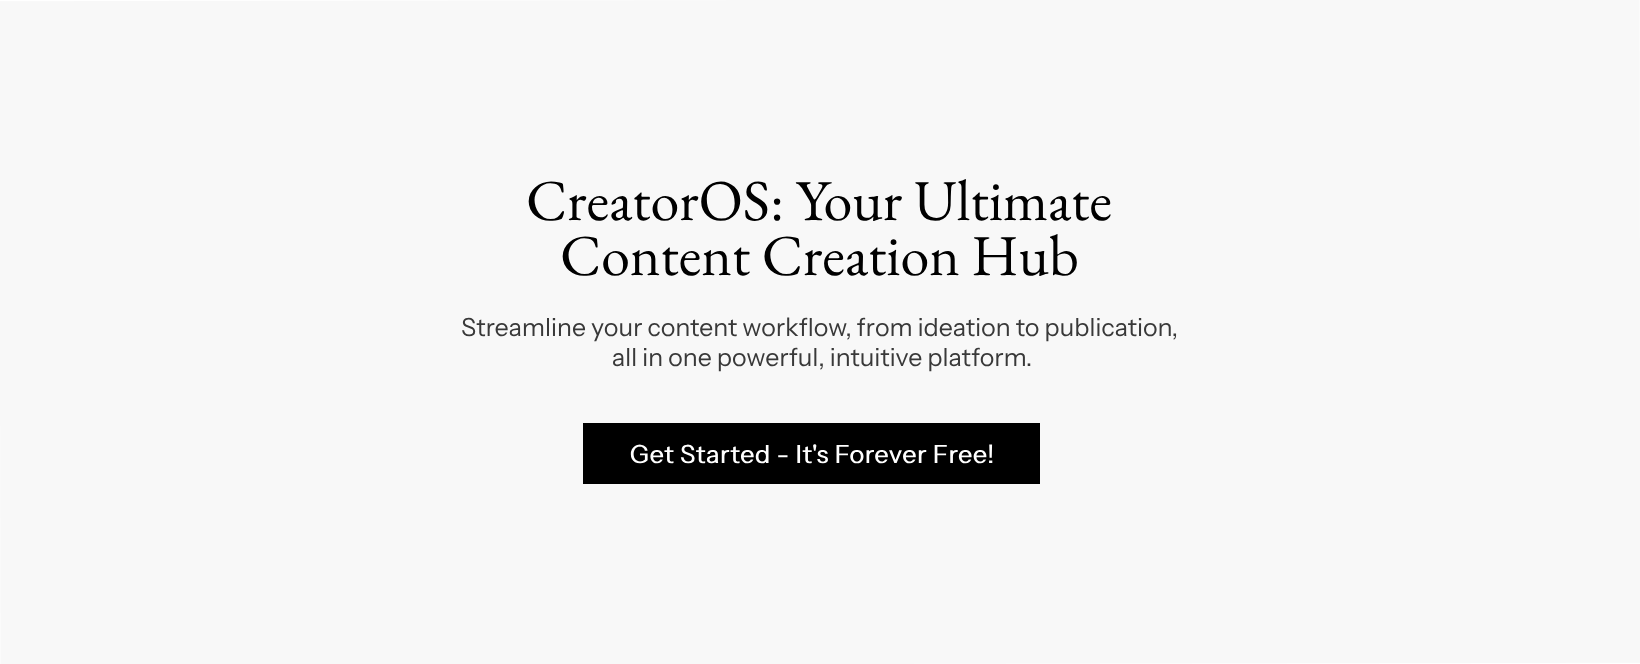 CreatorOS: Your Ultimate
Content Creation Hub
Streamline your content workflow, from ideation to publication,
all in one powerful, intuitive platform.
Get Started - It's Forever Free!